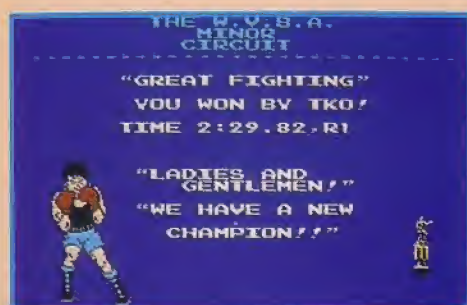 THE W.V.B.A.
MINOR
CIRCUIT
"GREAT FIGHTING"
YOU WON BY TKO!
TIME 2:29.82,R1
"LADIES AND
GENTLEMEN!"
"WE HAVE A NEW
CHAMPION!!"